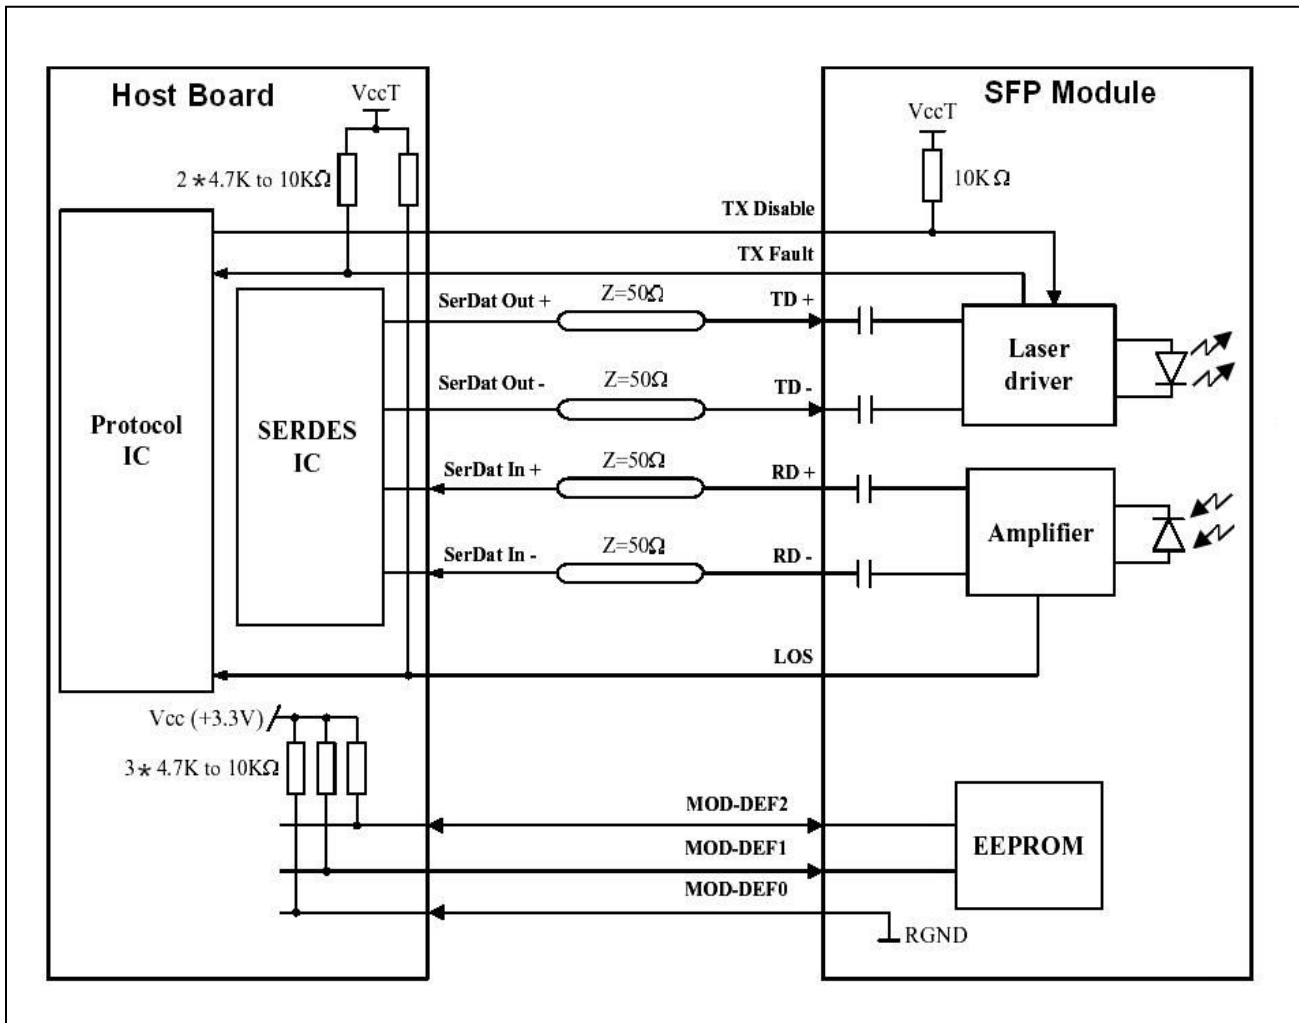 Host Board
SFP Module
VccT
VccT
2*4.7K to 10KΩ
10KΩ
TX Disable
TX Fault
SerDat Out +
Z=50Ω
TD +
Laser
driver
SerDat Out -
Z=50Ω
TD -
Protocol
IC
SERDES
IC
SerDat In +
Z=50Ω
RD +
Amplifier
SerDat In -
Z=50Ω
RD -
LOS
Vcc (+3.3V)
3*4.7K to 10KΩ
MOD-DEF2
MOD-DEF1
EEPROM
MOD-DEF0
RGND